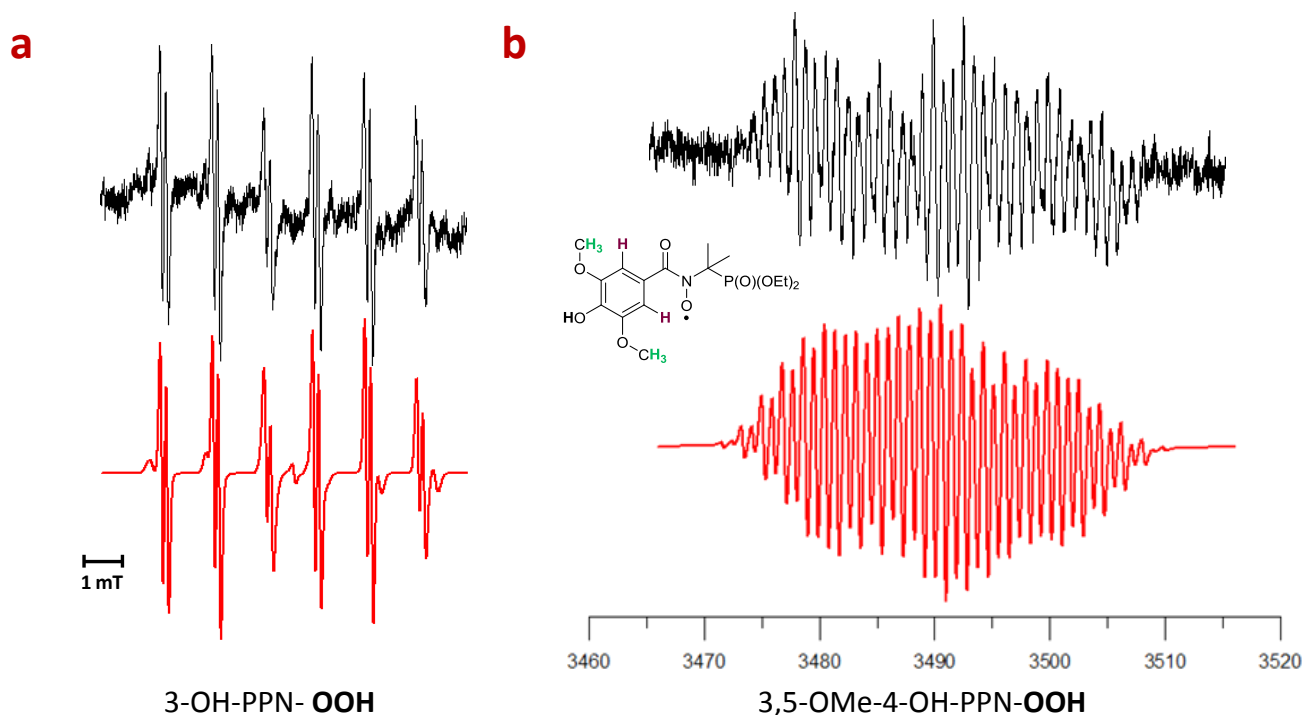 a
b
CH3
H
O
O
N
P(O)(OEt)2
O
•
HO
H
O
CH3
1 mT
3460 3470 3480 3490 3500 3510 3520
3-OH-PPN- OOH
3,5-OMe-4-OH-PPN-OOH